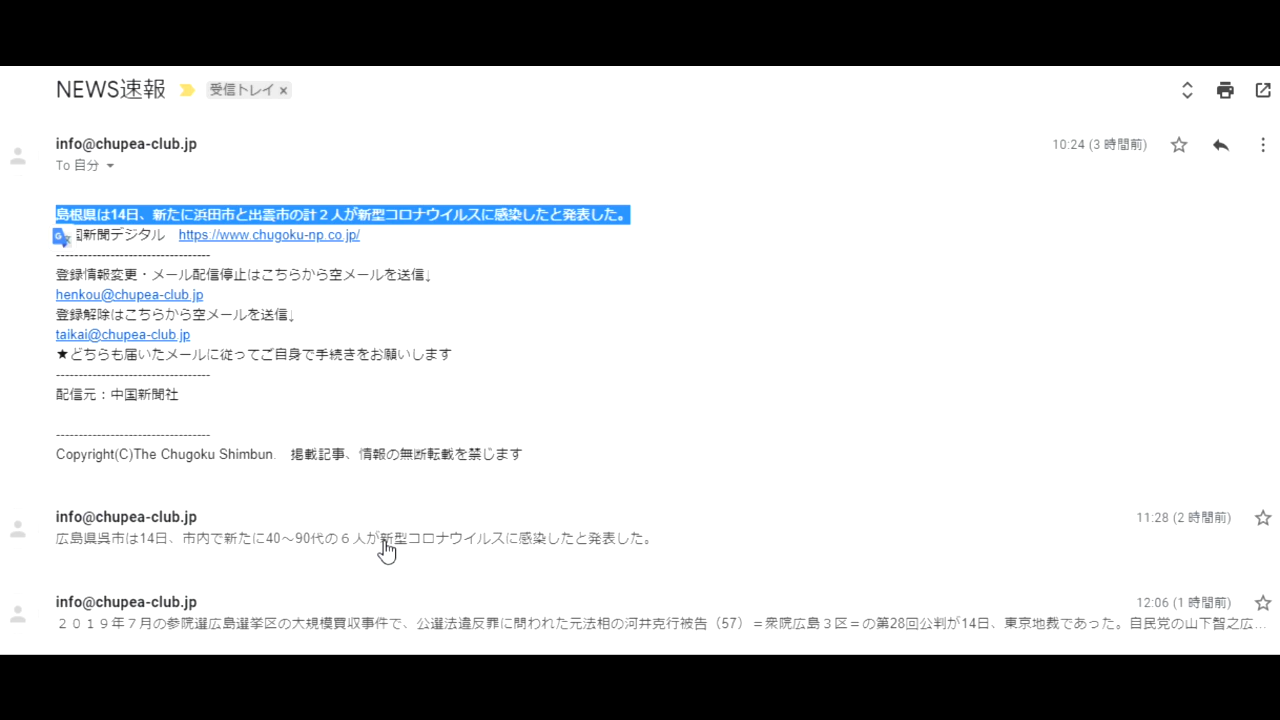 NEWS速報 受信トレイ ×
info@chupea-club.jp 10:24 (3 時間前)
To 自分
島根県は14日、新たに浜田市と出雲市の計２人が新型コロナウイルスに感染したと発表した。
新聞デジタル　https://www.chugoku-np.co.jp/
----------------------------------
登録情報変更・メール配信停止はこちらから空メールを送信↓
henkou@chupea-club.jp
登録解除はこちらから空メールを送信↓
taikai@chupea-club.jp
★どちらも届いたメールに従ってご自身で手続きをお願いします
----------------------------------
配信元：中国新聞社
----------------------------------
Copyright(C)The Chugoku Shimbun.　掲載記事、情報の無断転載を禁じます
info@chupea-club.jp 11:28 (2 時間前)
広島県呉市は14日、市内で新たに40～90代の６人が新型コロナウイルスに感染したと発表した。
info@chupea-club.jp 12:06 (1 時間前)
２０１９年７月の参院選広島選挙区の大規模買収事件で、公選法違反罪に問われた元法相の河井克行被告（57）＝衆院広島３区＝の第28回公判が14日、東京地裁であった。自民党の山下智之広...